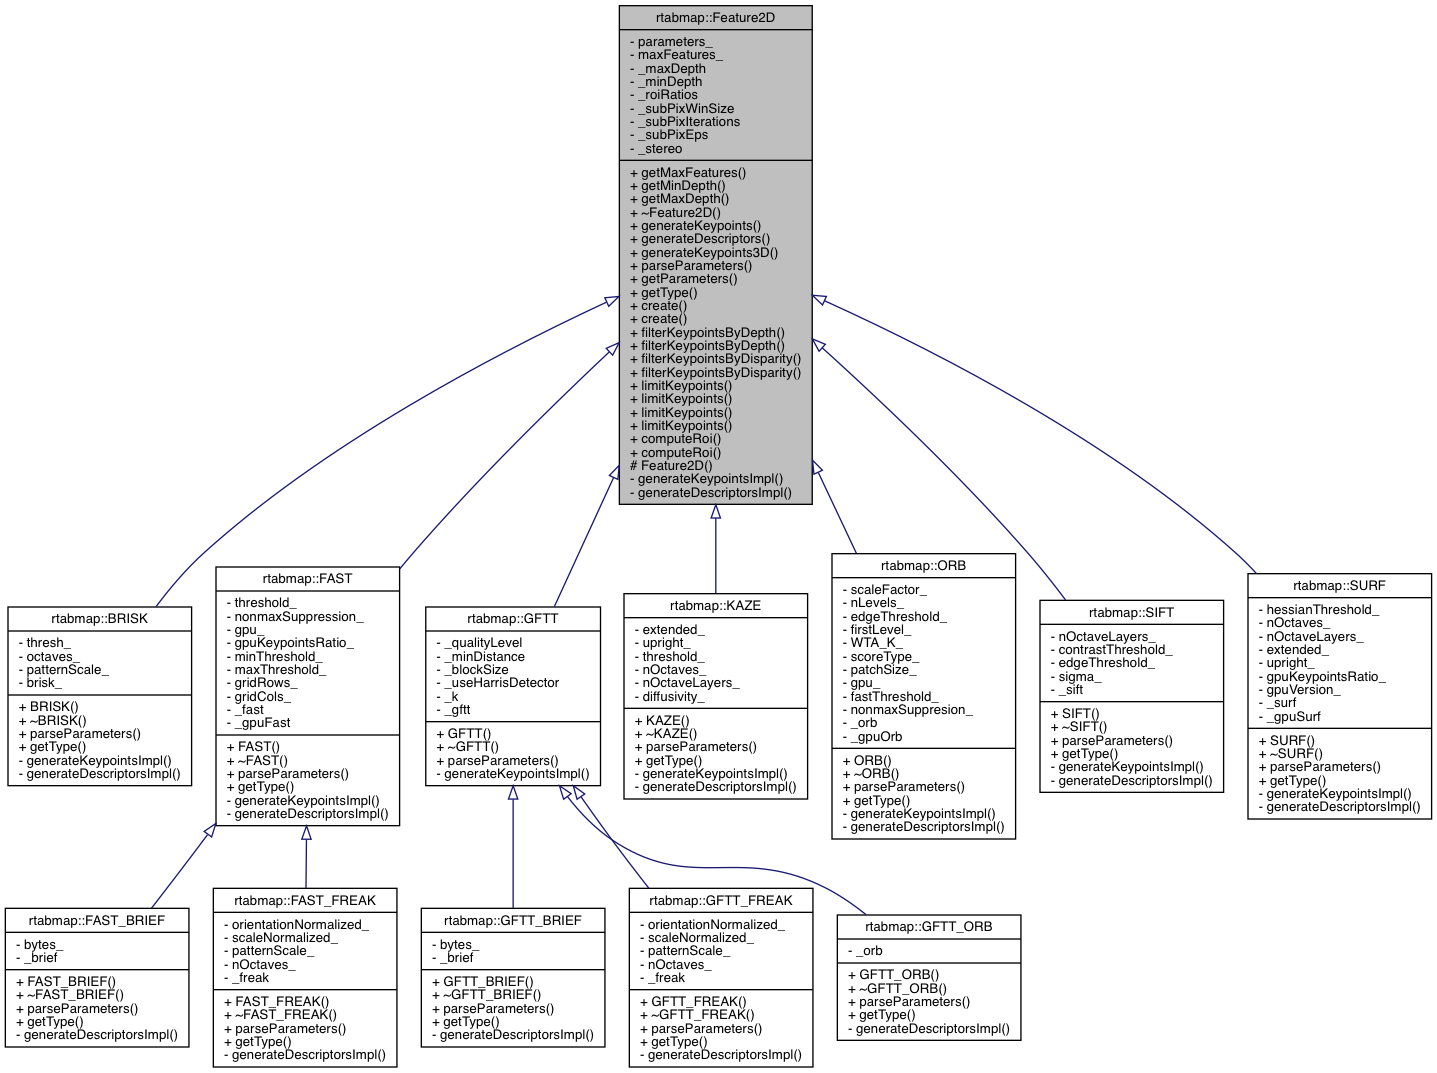 rtabmap::Feature2D
- parameters_
- maxFeatures_
- _maxDepth
- _minDepth
- _roiRatios
- _subPixWinSize
- _subPixIterations
- _subPixEps
- _stereo
+ getMaxFeatures()
+ getMinDepth()
+ getMaxDepth()
+ ~Feature2D()
+ generateKeypoints()
+ generateDescriptors()
+ generateKeypoints3D()
+ parseParameters()
+ getParameters()
+ getType()
+ create()
+ create()
+ filterKeypointsByDepth()
+ filterKeypointsByDepth()
+ filterKeypointsByDisparity()
+ filterKeypointsByDisparity()
+ limitKeypoints()
+ limitKeypoints()
+ limitKeypoints()
+ limitKeypoints()
+ computeRoi()
+ computeRoi()
# Feature2D()
- generateKeypointsImpl()
- generateDescriptorsImpl()
rtabmap::BRISK
- thresh_
- octaves_
- patternScale_
- brisk_
+ BRISK()
+ ~BRISK()
+ parseParameters()
+ getType()
- generateKeypointsImpl()
- generateDescriptorsImpl()
rtabmap::FAST
- threshold_
- nonmaxSuppression_
- gpu_
- gpuKeypointsRatio_
- minThreshold_
- maxThreshold_
- gridRows_
- gridCols_
- _fast
- _gpuFast
+ FAST()
+ ~FAST()
+ parseParameters()
+ getType()
- generateKeypointsImpl()
- generateDescriptorsImpl()
rtabmap::GFTT
- _qualityLevel
- _minDistance
- _blockSize
- _useHarrisDetector
- _k
- _gftt
+ GFTT()
+ ~GFTT()
+ parseParameters()
- generateKeypointsImpl()
rtabmap::KAZE
- extended_
- upright_
- threshold_
- nOctaves_
- nOctaveLayers_
- diffusivity_
+ KAZE()
+ ~KAZE()
+ parseParameters()
+ getType()
- generateKeypointsImpl()
- generateDescriptorsImpl()
rtabmap::ORB
- scaleFactor_
- nLevels_
- edgeThreshold_
- firstLevel_
- WTA_K_
- scoreType_
- patchSize_
- gpu_
- fastThreshold_
- nonmaxSuppresion_
- _orb
- _gpuOrb
+ ORB()
+ ~ORB()
+ parseParameters()
+ getType()
- generateKeypointsImpl()
- generateDescriptorsImpl()
rtabmap::SIFT
- nOctaveLayers_
- contrastThreshold_
- edgeThreshold_
- sigma_
- _sift
+ SIFT()
+ ~SIFT()
+ parseParameters()
+ getType()
- generateKeypointsImpl()
- generateDescriptorsImpl()
rtabmap::SURF
- hessianThreshold_
- nOctaves_
- nOctaveLayers_
- extended_
- upright_
- gpuKeypointsRatio_
- gpuVersion_
- _surf
- _gpuSurf
+ SURF()
+ ~SURF()
+ parseParameters()
+ getType()
- generateKeypointsImpl()
- generateDescriptorsImpl()
rtabmap::FAST_BRIEF
- bytes_
- _brief
+ FAST_BRIEF()
+ ~FAST_BRIEF()
+ parseParameters()
+ getType()
- generateDescriptorsImpl()
rtabmap::FAST_FREAK
- orientationNormalized_
- scaleNormalized_
- patternScale_
- nOctaves_
- _freak
+ FAST_FREAK()
+ ~FAST_FREAK()
+ parseParameters()
+ getType()
- generateDescriptorsImpl()
rtabmap::GFTT_BRIEF
- bytes_
- _brief
+ GFTT_BRIEF()
+ ~GFTT_BRIEF()
+ parseParameters()
+ getType()
- generateDescriptorsImpl()
rtabmap::GFTT_FREAK
- orientationNormalized_
- scaleNormalized_
- patternScale_
- nOctaves_
- _freak
+ GFTT_FREAK()
+ ~GFTT_FREAK()
+ parseParameters()
+ getType()
- generateDescriptorsImpl()
rtabmap::GFTT_ORB
- _orb
+ GFTT_ORB()
+ ~GFTT_ORB()
+ parseParameters()
+ getType()
- generateDescriptorsImpl()